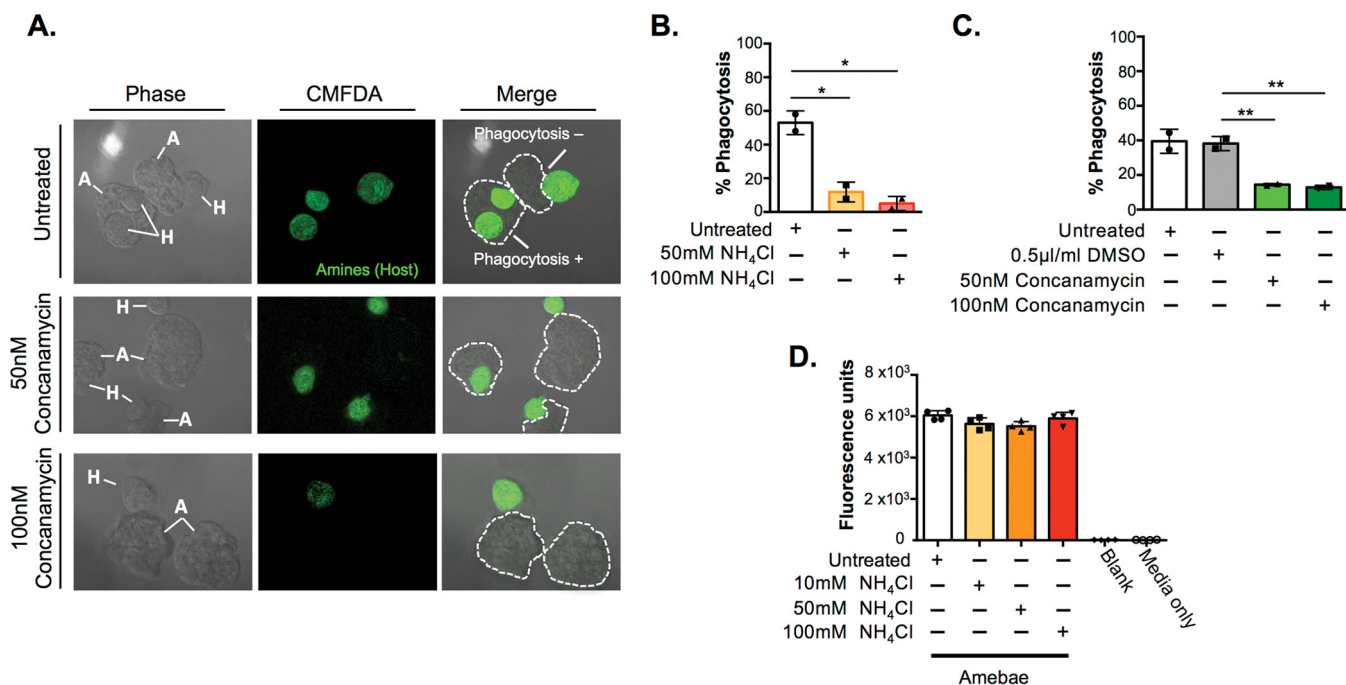 A.
Phase
CMFDA
Merge
Untreated
A
A
H
H
Amines (Host)
Phagocytosis –
Phagocytosis +
50nM
Concanamycin
H
A
H
A
100nM
Concanamycin
H
A
B.
% Phagocytosis
100
80
60
40
20
0
*
*
Untreated + – –
50mM NH₄Cl – + –
100mM NH₄Cl – – +
C.
% Phagocytosis
100
80
60
40
20
0
**
**
Untreated + – – –
0.5µl/ml DMSO – + – –
50nM Concanamycin – – + –
100nM Concanamycin – – – +
D.
Fluorescence units
8 x10³
6 x10³
4 x10³
2 x10³
0
Untreated + – – –
10mM NH₄Cl – + – –
50mM NH₄Cl – – + –
100mM NH₄Cl – – – +
Blank
Media only
Amebae